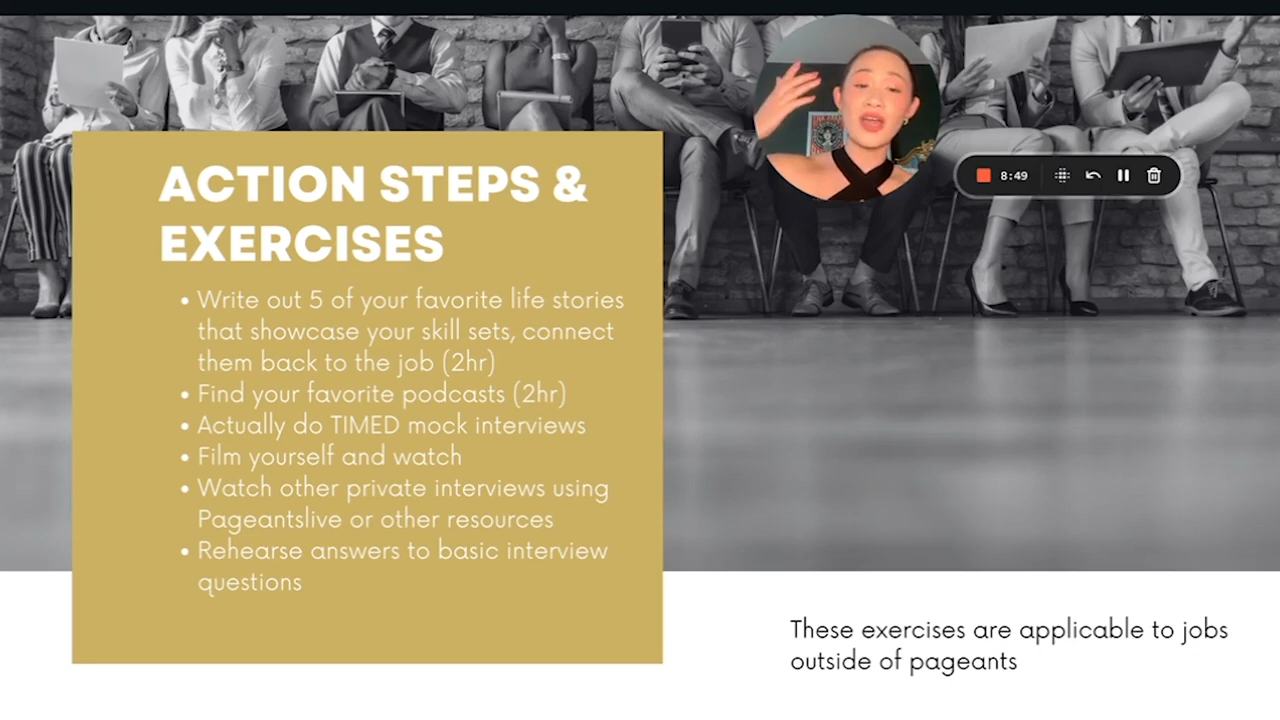 ACTION STEPS &
EXERCISES
• Write out 5 of your favorite life stories
that showcase your skill sets, connect
them back to the job (2hr)
• Find your favorite podcasts (2hr)
• Actually do TIMED mock interviews
• Film yourself and watch
• Watch other private interviews using
Pageantslive or other resources
• Rehearse answers to basic interview
questions
8:49
These exercises are applicable to jobs
outside of pageants